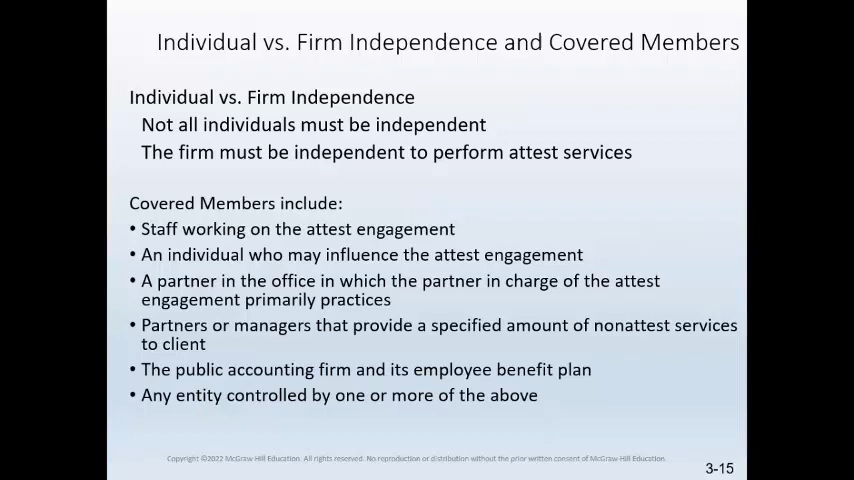 Individual vs. Firm Independence and Covered Members
Individual vs. Firm Independence
Not all individuals must be independent
The firm must be independent to perform attest services
Covered Members include:
• Staff working on the attest engagement
• An individual who may influence the attest engagement
• A partner in the office in which the partner in charge of the attest
engagement primarily practices
• Partners or managers that provide a specified amount of nonattest services
to client
• The public accounting firm and its employee benefit plan
• Any entity controlled by one or more of the above
Copyright ©2022 McGraw-Hill Education. All rights reserved. No reproduction or distribution without the prior written consent of McGraw-Hill Education.
3-15